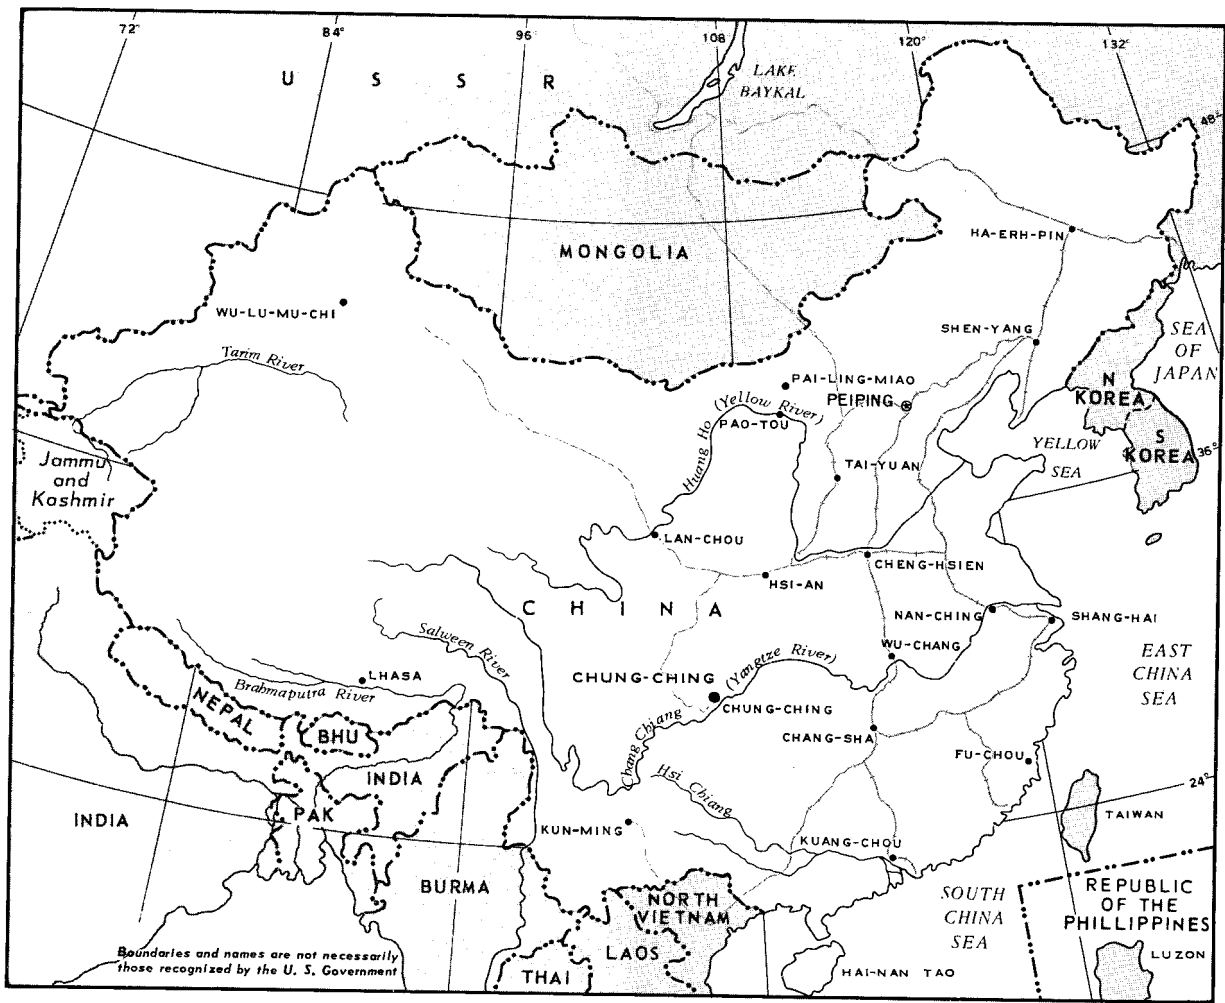 72°
84°
96°
108
120°
132°
U S S R
LAKE
BAYKAL
48°
HA-ERH-PIN
MONGOLIA
WU-LU-MU-CHI
SHEN-YANG
SEA
OF
JAPAN
Tarim River
PAI-LING-MIAO
PEIPING
(Yellow River)
Huang Ho
PAO-TOU
N
KOREA
S
KOREA
36°
YELLOW
SEA
TAI-YUAN
Jammu
and
Kashmir
LAN-CHOU
HSI-AN
CHENG-HSIEN
C H I N A
NAN-CHING
SHANG-HAI
Salween River
WU-CHANG
EAST
CHINA
SEA
LHASA
Brahmaputra River
CHUNG-CHING
(Yangtze River)
CHUNG-CHING
Chang Chiang
NEPAL
BHU
CHANG-SHA
FU-CHOU
INDIA
Hsi Chiang
24°
INDIA
PAK
KUN-MING
KUANG-CHOU
TAIWAN
BURMA
NORTH
VIETNAM
SOUTH
CHINA
SEA
REPUBLIC
OF THE
PHILLIPPINES
LAOS
THAI
HAI-NAN TAO
LUZON
Boundaries and names are not necessarily
those recognized by the U. S. Government